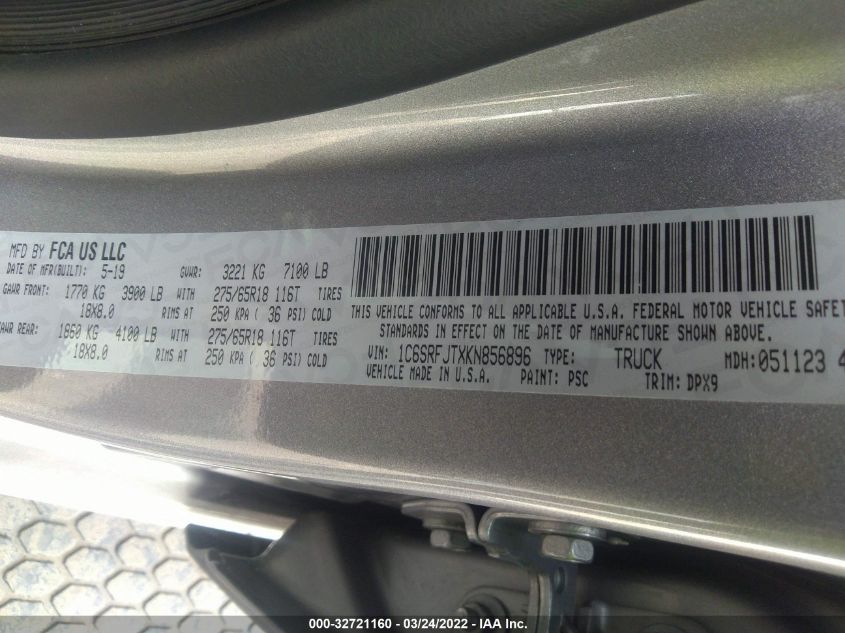 MFD BY FCA US LLC
DATE OF MFR(BUILT): 5-19 GVWR: 3221 KG 7100 LB
GAWR FRONT: 1770 KG 3900 LB WITH 275/65R18 116T TIRES
18X8.0 RIMS AT 250 KPA ( 36 PSI) COLD
GAWR REAR: 1850 KG 4100 LB WITH 275/65R18 116T TIRES
18X8.0 RIMS AT 250 KPA ( 36 PSI) COLD
THIS VEHICLE CONFORMS TO ALL APPLICABLE U.S.A. FEDERAL MOTOR VEHICLE SAFET
STANDARDS IN EFFECT ON THE DATE OF MANUFACTURE SHOWN ABOVE.
VIN: 1C6SRFJTXKN856896 TYPE: TRUCK MDH:051123 4
VEHICLE MADE IN U.S.A. PAINT: PSC TRIM: DPX9
000-32721160 - 03/24/2022 - IAA Inc.